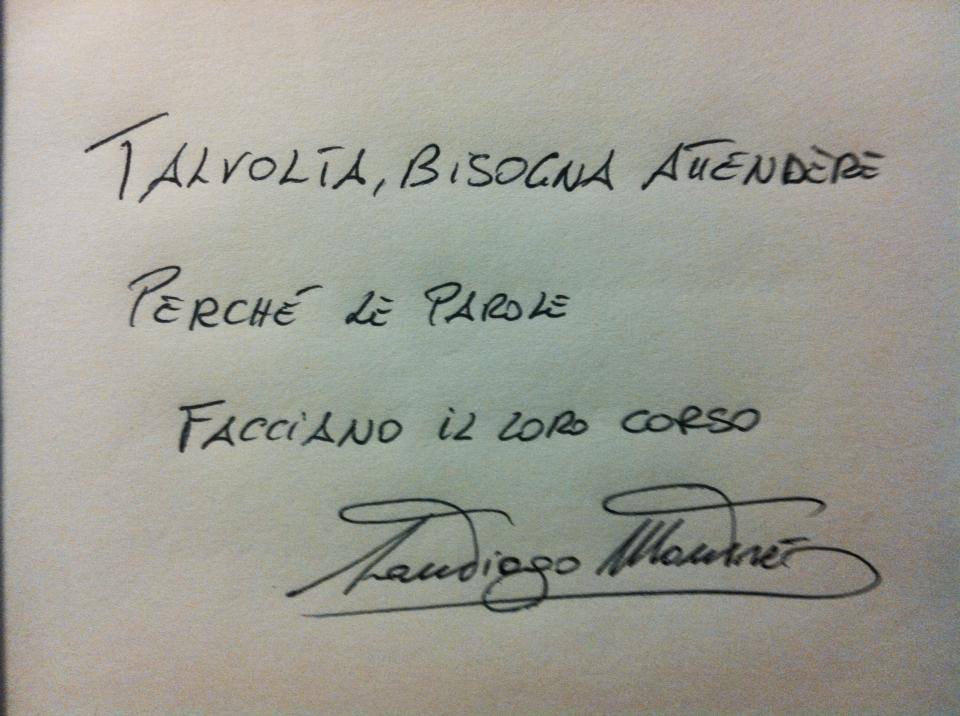 TALVOLTA, BISOGNA ATTENDERE
PERCHÉ LE PAROLE
FACCIANO IL LORO CORSO